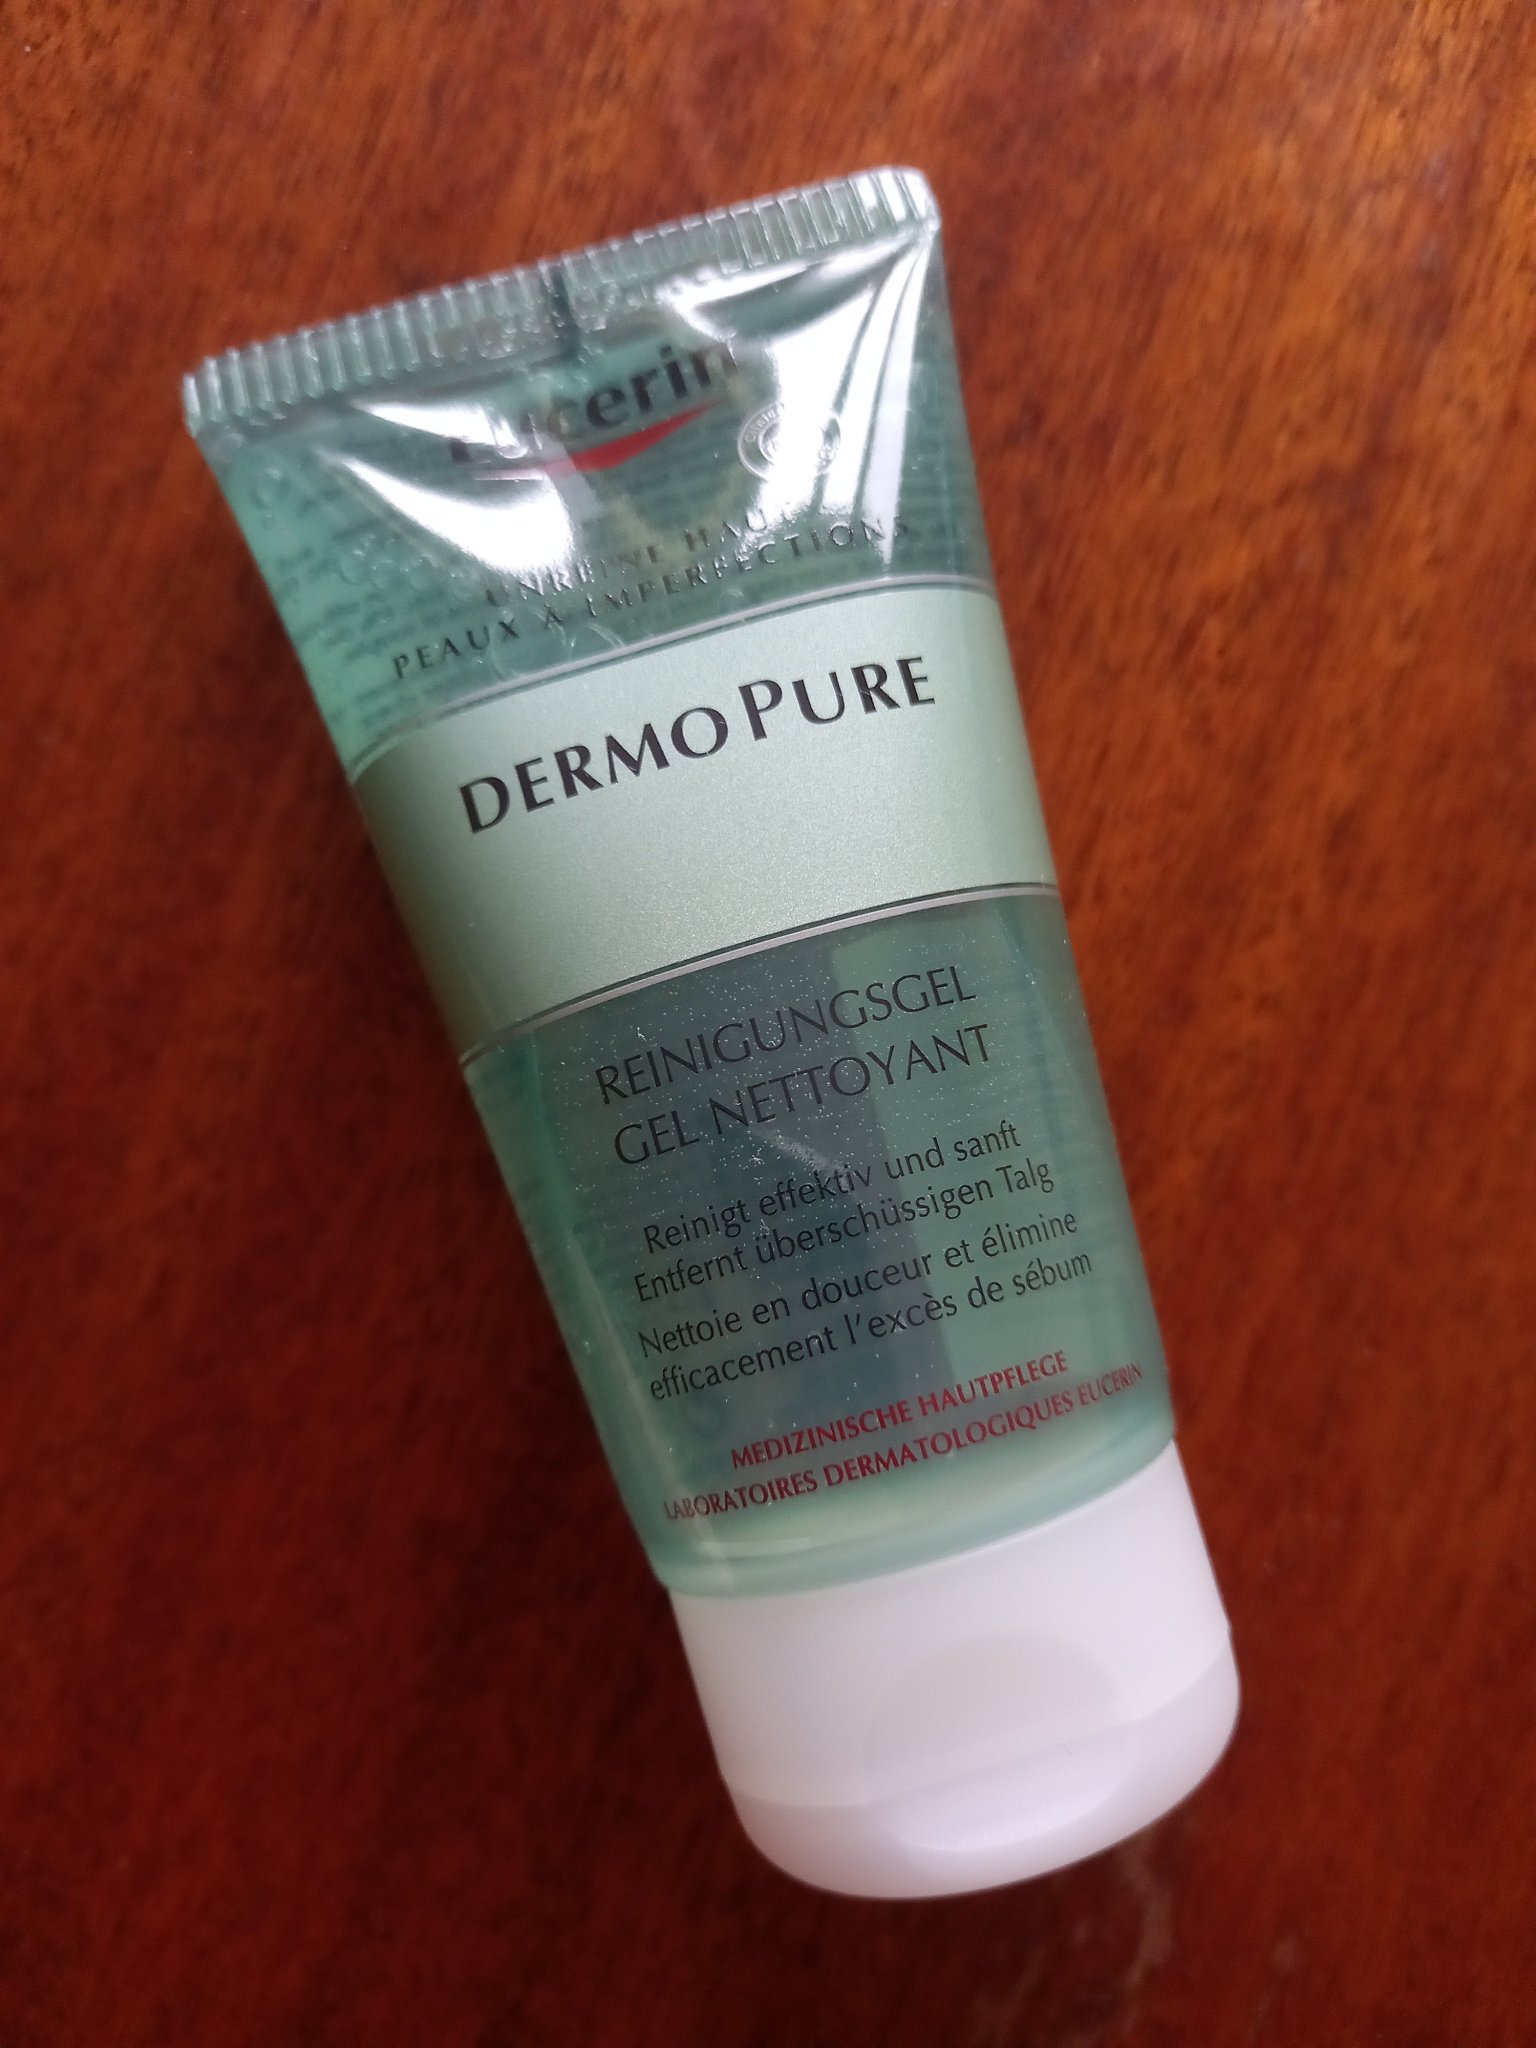 Eucerin
UNREINE HAUT
PEAUX À IMPERFECTIONS
DERMOPURE
REINIGUNGSGEL
GEL NETTOYANT
Reinigt effektiv und sanft
Entfernt überschüssigen Talg
Nettoie en douceur et élimine
efficacement l'excès de sébum
MEDIZINISCHE HAUTPFLEGE
LABORATOIRES DERMATOLOGIQUES EUCERIN